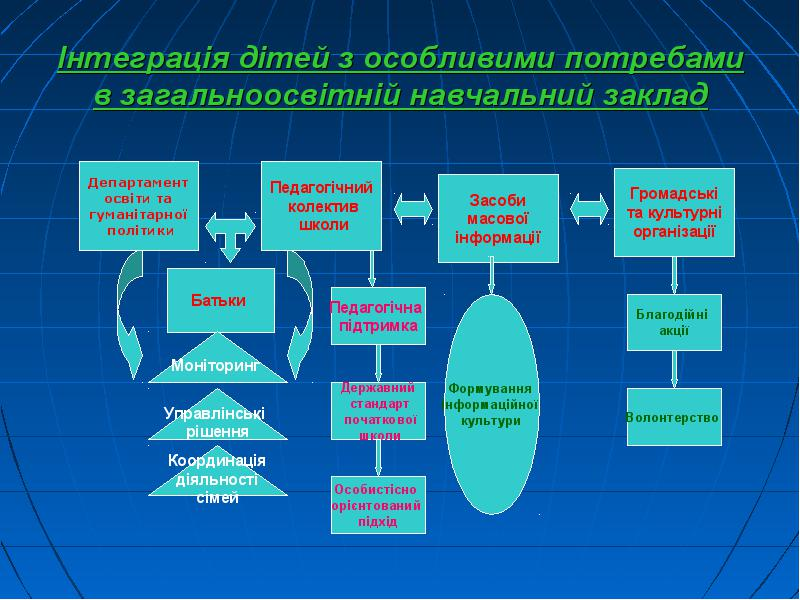 Інтеграція дітей з особливими потребами
в загальноосвітній навчальний заклад
Департамент
освіти та
гуманітарної
політики
Педагогічний
колектив
школи
Засоби
масової
інформації
Громадські
та культурні
організації
Батьки
Моніторинг
Управлінські
рішення
Координація
діяльності
сімей
Педагогічна
підтримка
Державний
стандарт
початкової
школи
Особистісно
орієнтований
підхід
Формування
інформаційної
культури
Благодійні
акції
Волонтерство